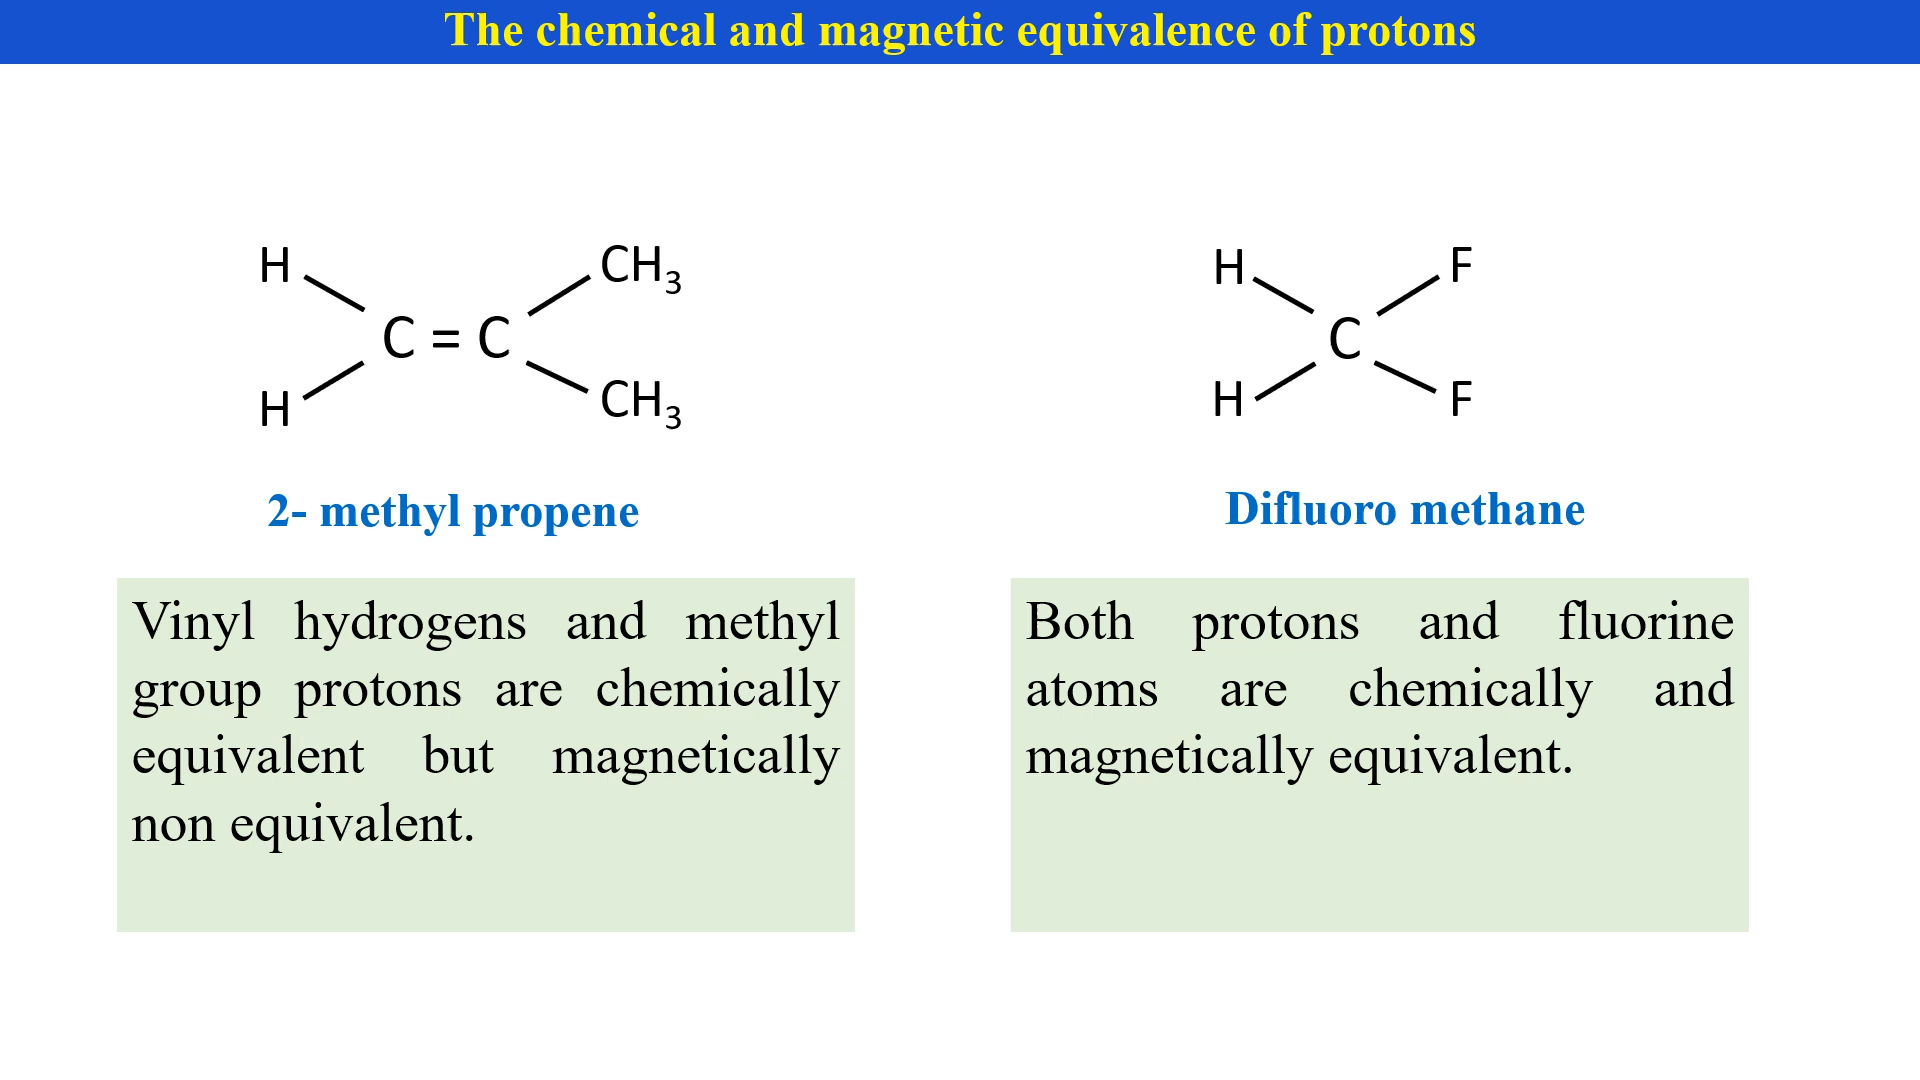 The chemical and magnetic equivalence of protons
H CH₃
C = C
H CH₃
H F
C
H F
2- methyl propene
Difluoro methane
Vinyl hydrogens and methyl
group protons are chemically
equivalent but magnetically
non equivalent.
Both protons and fluorine
atoms are chemically and
magnetically equivalent.